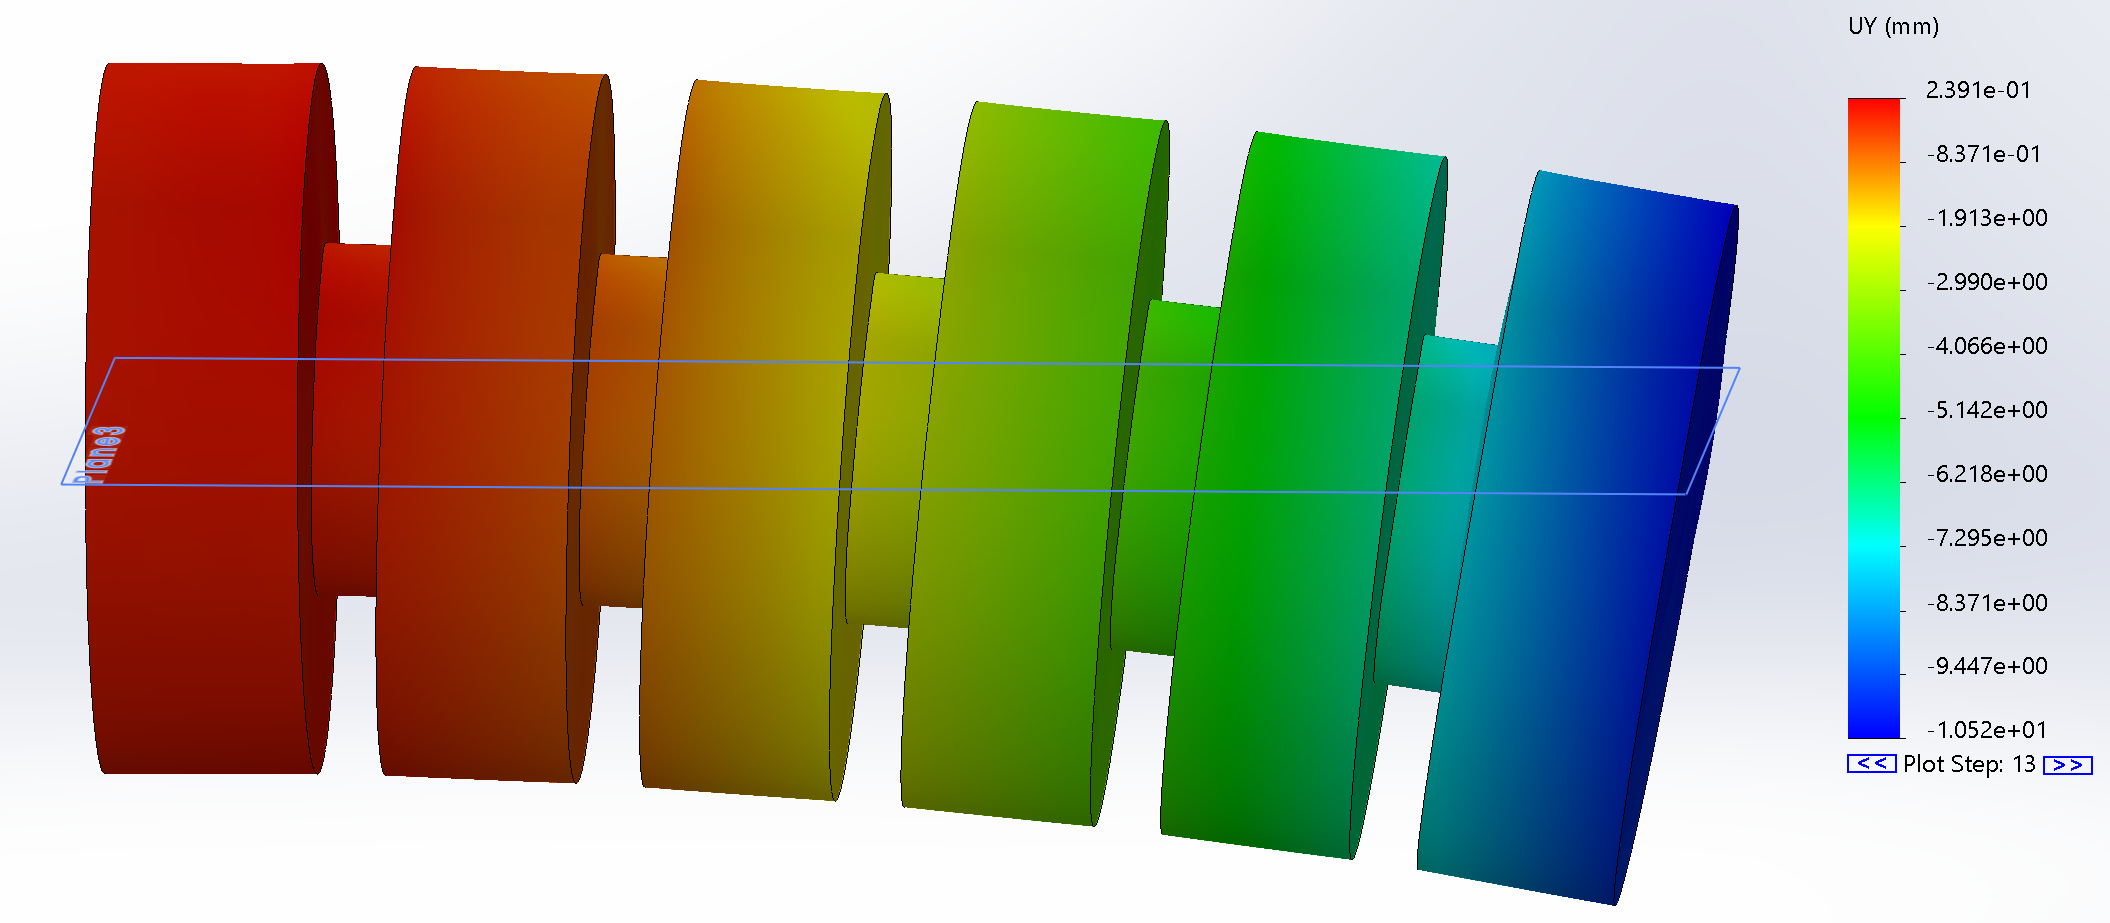 UY (mm)
2.391e-01
-8.371e-01
-1.913e+00
-2.990e+00
-4.066e+00
-5.142e+00
-6.218e+00
-7.295e+00
-8.371e+00
-9.447e+00
-1.052e+01
<< Plot Step: 13 >>
Plane3